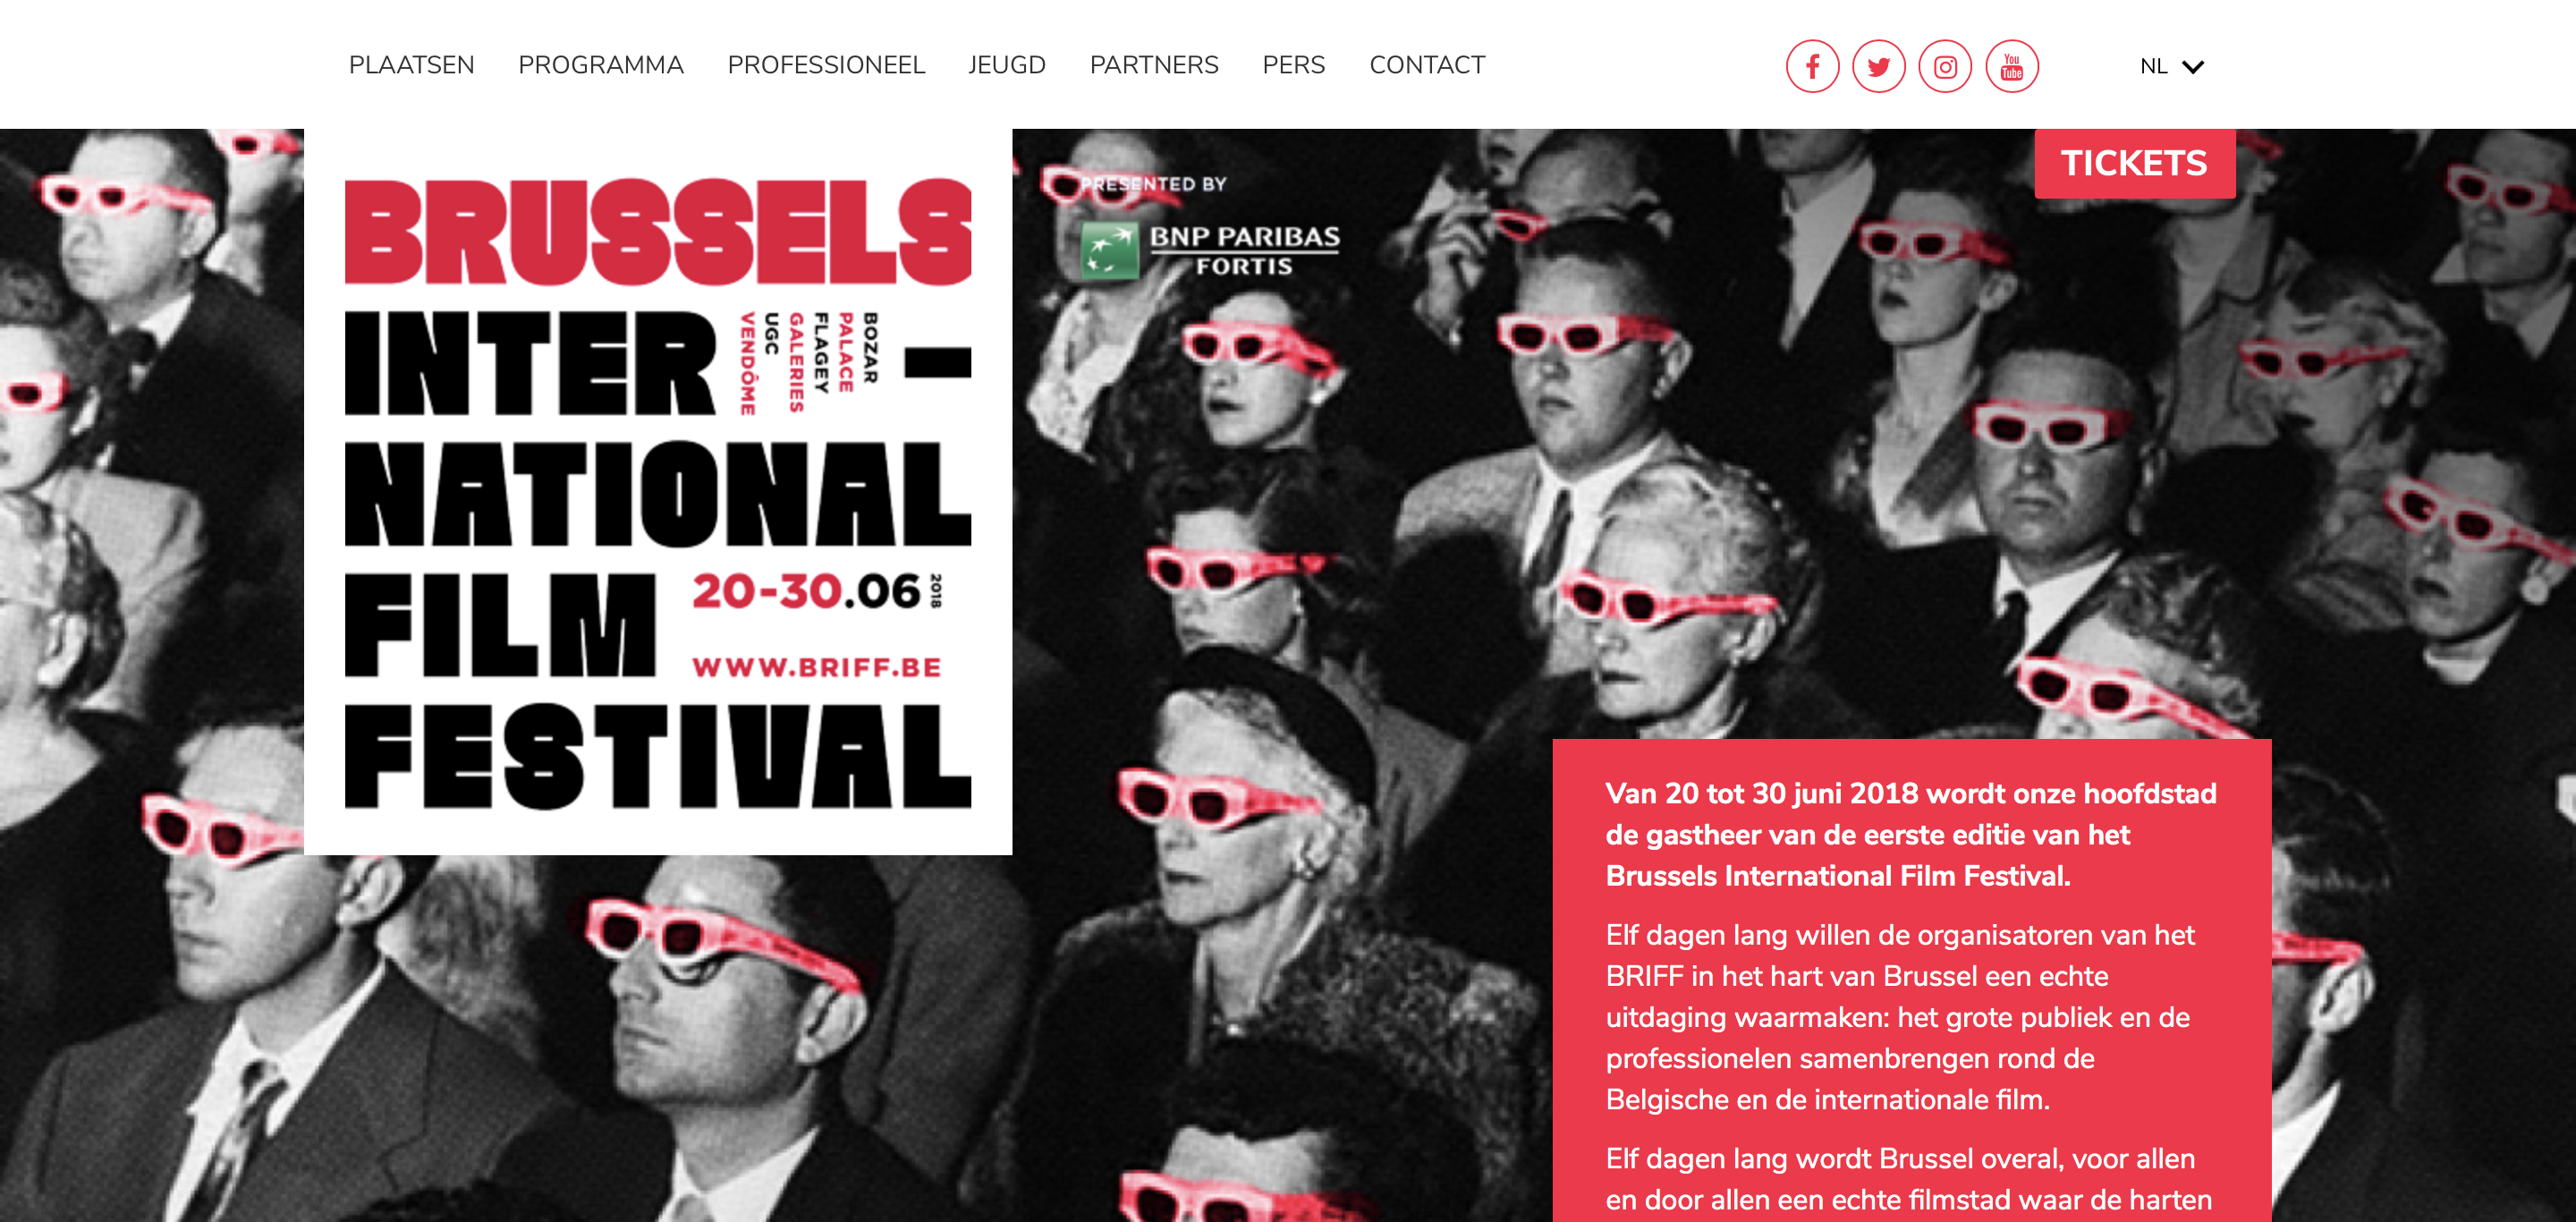 PLAATSEN PROGRAMMA PROFESSIONEEL JEUGD PARTNERS PERS CONTACT
You
Tube
NL
TICKETS
BRUSSELS
INTER –
BOZAR
PALACE
FLAGEY
GALERIES
UGC
VENDÔME
NATIONAL
FILM
20-30.06 2018
WWW.BRIFF.BE
FESTIVAL
PRESENTED BY
BNP PARIBAS
FORTIS
Van 20 tot 30 juni 2018 wordt onze hoofdstad
de gastheer van de eerste editie van het
Brussels International Film Festival.
Elf dagen lang willen de organisatoren van het
BRIFF in het hart van Brussel een echte
uitdaging waarmaken: het grote publiek en de
professionelen samenbrengen rond de
Belgische en de internationale film.
Elf dagen lang wordt Brussel overal, voor allen
en door allen een echte filmstad waar de harten